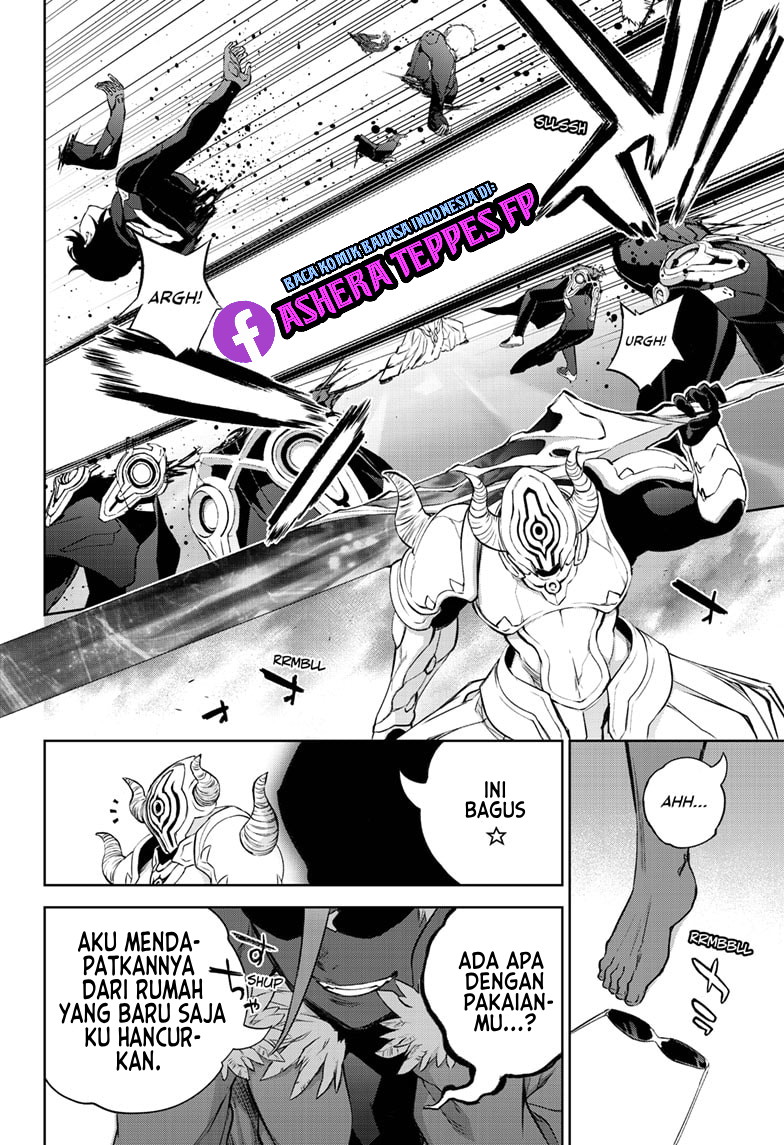 SULSSH
BACA KOMIK BAHASA INDONESIA DI:
ASHERA TEPPES FP
f
ARGH!
URGH!
RRMBLL
AHH...
INI
BAGUS
☆
RRMBBLL
ADA APA
DENGAN
PAKAIAN-
MU...?
SHUP
AKU MENDA-
PATKANNYA
DARI RUMAH
YANG BARU SAJA
KU HANCUR-
KAN.